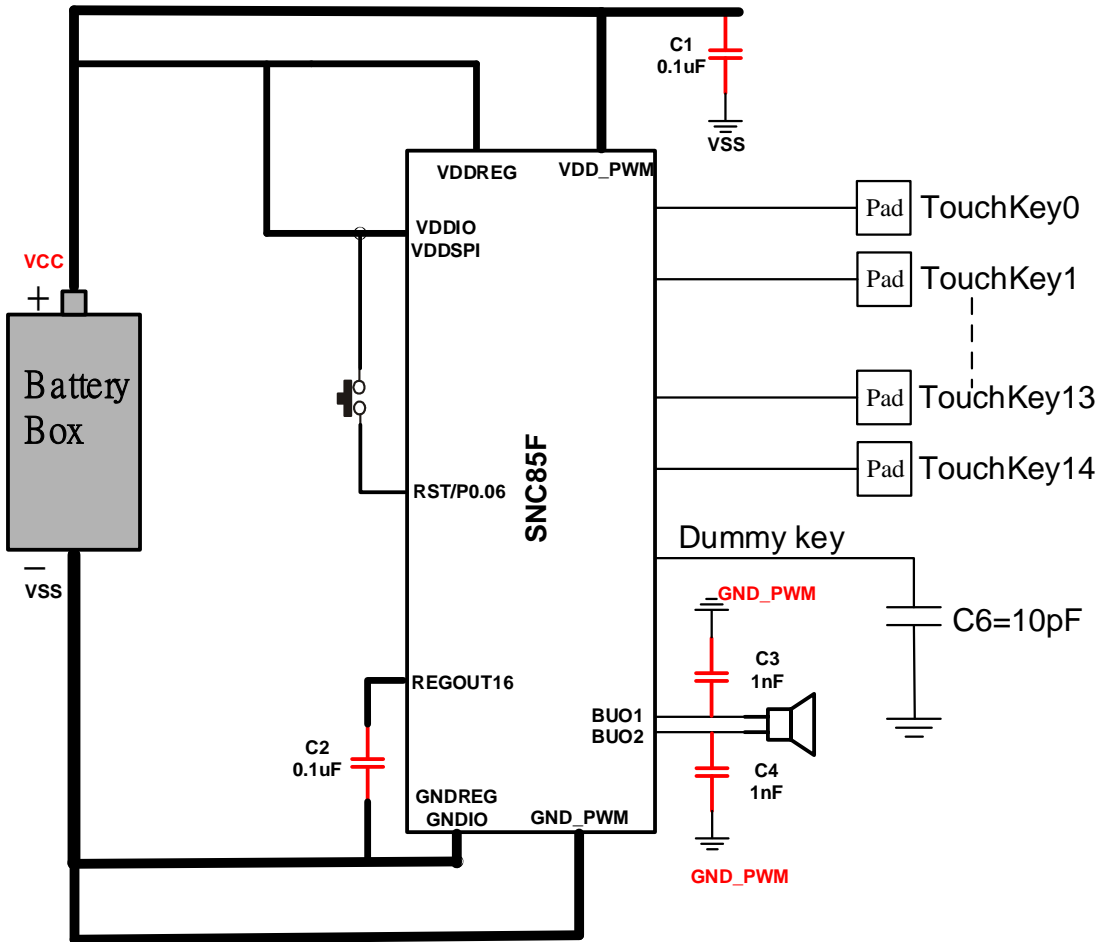 C1
0.1uF
VSS
VDDREG
VDD_PWM
Pad
TouchKey0
VDDIO
VDDSPI
VCC
+
Pad
TouchKey1
Battery
Box
Pad
TouchKey13
SNC85F
Pad
TouchKey14
RST/P0.06
Dummy key
—
VSS
GND_PWM
C6=10pF
C3
1nF
REGOUT16
BUO1
BUO2
C2
0.1uF
C4
1nF
GNDREG
GNDIO
GND_PWM
GND_PWM